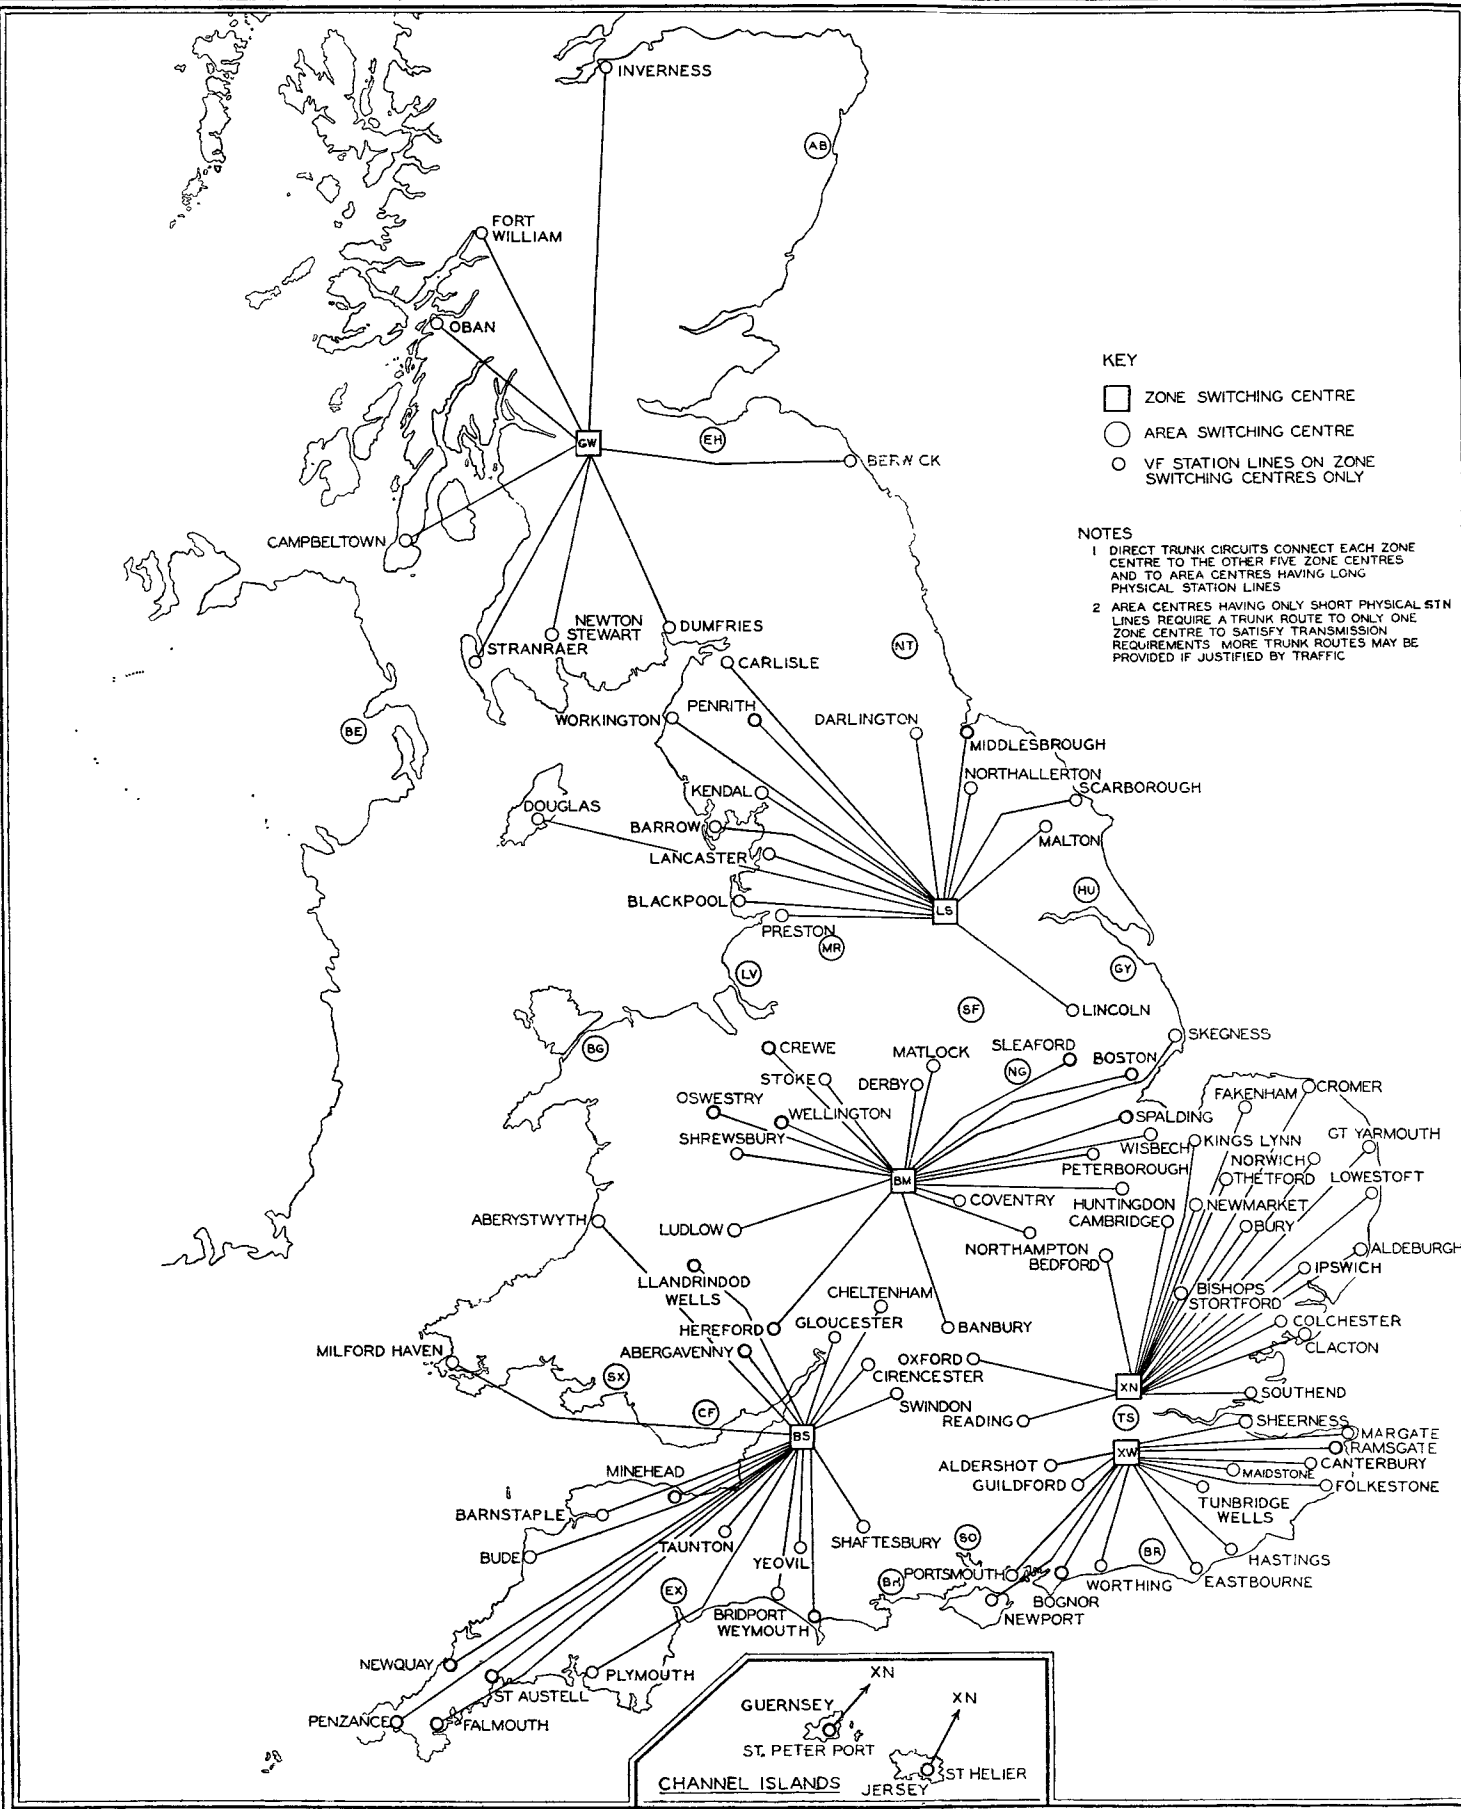 INVERNESS
AB
FORT
WILLIAM
OBAN
KEY
ZONE SWITCHING CENTRE
AREA SWITCHING CENTRE
VF STATION LINES ON ZONE
SWITCHING CENTRES ONLY
GW
EH
BERWCK
CAMPBELTOWN
NOTES
1 DIRECT TRUNK CIRCUITS CONNECT EACH ZONE
CENTRE TO THE OTHER FIVE ZONE CENTRES
AND TO AREA CENTRES HAVING LONG
PHYSICAL STATION LINES
2 AREA CENTRES HAVING ONLY SHORT PHYSICAL STN
LINES REQUIRE A TRUNK ROUTE TO ONLY ONE
ZONE CENTRE TO SATISFY TRANSMISSION
REQUIREMENTS MORE TRUNK ROUTES MAY BE
PROVIDED IF JUSTIFIED BY TRAFFIC
NEWTON
STEWART
DUMFRIES
STRANRAER
NT
CARLISLE
WORKINGTON
PENRITH
DARLINGTON
BE
MIDDLESBROUGH
NORTHALLERTON
SCARBOROUGH
KENDAL
DOUGLAS
BARROW
MALTON
LANCASTER
HU
BLACKPOOL
LS
PRESTON
MR
LV
GY
SF
LINCOLN
SKEGNESS
BG
CREWE
MATLOCK
SLEAFORD
NG
BOSTON
STOKE
DERBY
OSWESTRY
WELLINGTON
SHREWSBURY
FAKENHAM
CROMER
SPALDING
WISBECH
KINGS LYNN
GT YARMOUTH
PETERBOROUGH
NORWICH
BM
THETFORD
LOWESTOFT
COVENTRY
HUNTINGDON
NEWMARKET
ABERYSTWYTH
LUDLOW
CAMBRIDGE
BURY
NORTHAMPTON
BEDFORD
ALDEBURGH
IPSWICH
LLANDRINDOD
WELLS
CHELTENHAM
BISHOPS
STORTFORD
HEREFORD
GLOUCESTER
BANBURY
COLCHESTER
MILFORD HAVEN
ABERGAVENNY
OXFORD
CLACTON
SX
CIRENCESTER
XN
SOUTHEND
CF
SWINDON
READING
TS
SHEERNESS
BS
MARGATE
RAMSGATE
XW
ALDERSHOT
CANTERBURY
MAIDSTONE
MINEHEAD
GUILDFORD
FOLKESTONE
TUNBRIDGE
WELLS
BARNSTAPLE
TAUNTON
SHAFTESBURY
SO
BUDE
YEOVIL
BR
HASTINGS
EX
BH
PORTSMOUTH
WORTHING
EASTBOURNE
BOGNOR
BRIDPORT
NEWPORT
WEYMOUTH
NEWQUAY
PLYMOUTH
ST AUSTELL
PENZANCE
FALMOUTH
XN
GUERNSEY
XN
ST. PETER PORT
ST HELIER
CHANNEL ISLANDS
JERSEY